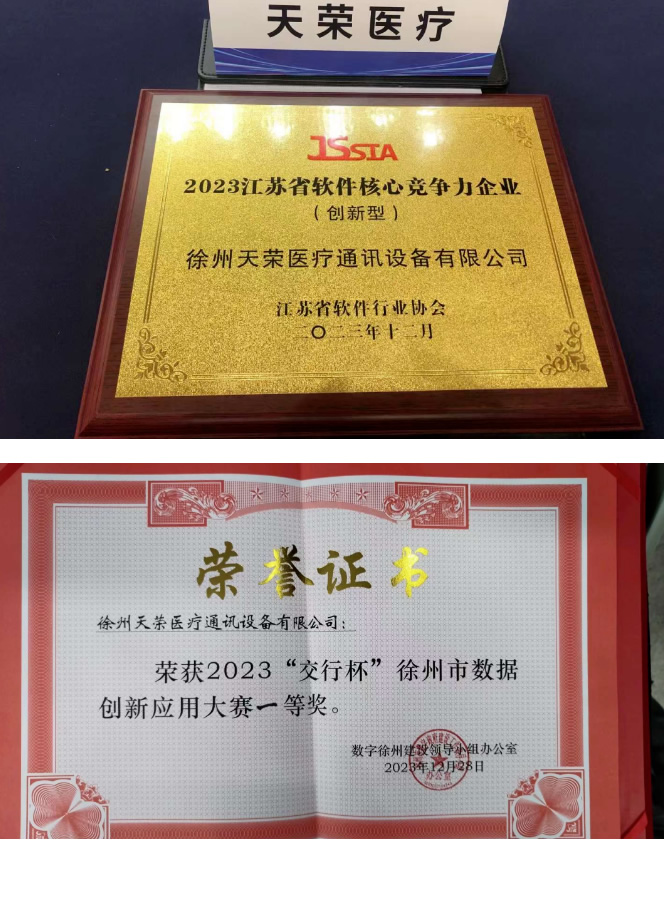 天荣医疗
JSSIA
2023江苏省软件核心竞争力企业
（创新型）
徐州天荣医疗通讯设备有限公司
江苏省软件行业协会
二〇二三年十二月
荣誉证书
徐州天荣医疗通讯设备有限公司：
荣获2023“交行杯”徐州市数据
创新应用大赛一等奖。
数字徐州建设领导小组办公室
2023年12月28日
办公室